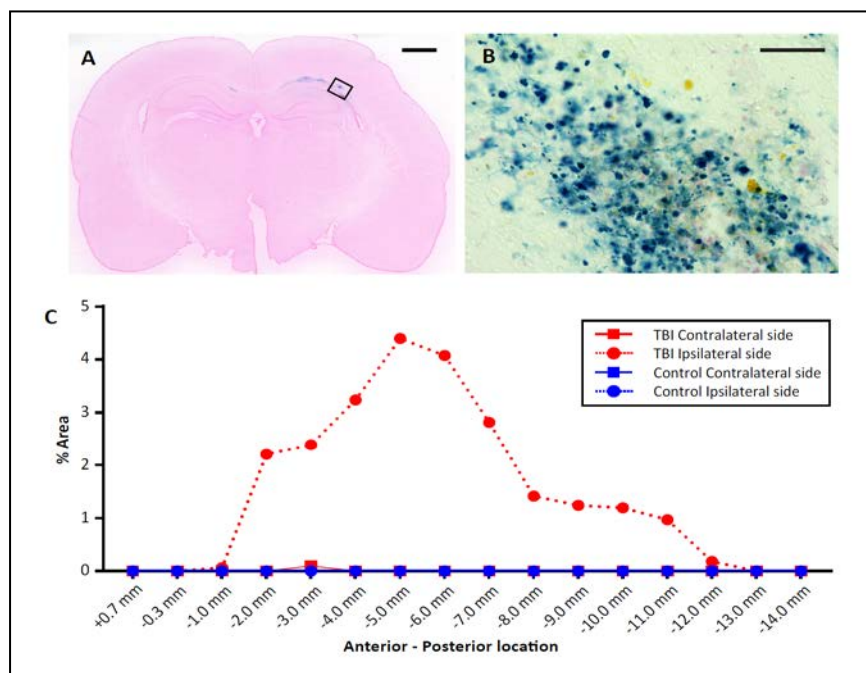 A
B
C
5
4
3
2
1
0
% Area
TBI Contralateral side
TBI Ipsilateral side
Control Contralateral side
Control Ipsilateral side
+0.7 mm
-0.3 mm
-1.0 mm
-2.0 mm
-3.0 mm
-4.0 mm
-5.0 mm
-6.0 mm
-7.0 mm
-8.0 mm
-9.0 mm
-10.0 mm
-11.0 mm
-12.0 mm
-13.0 mm
-14.0 mm
Anterior - Posterior location